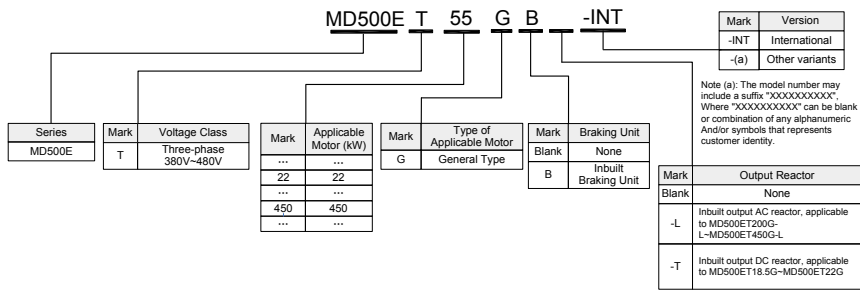 MD500E T 55 G B -INT
Mark Version
-INT International
-(a) Other variants
Note (a): The model number may
include a suffix "XXXXXXXXXX",
Where "XXXXXXXXXX" can be blank
or combination of any alphanumeric
And/or symbols that represents
customer identity.
Series
MD500E
Mark Voltage Class
T Three-phase
380V~480V
Mark Applicable
Motor (kW)
... ...
22 22
... ...
450 450
... ...
Mark Type of
Applicable Motor
G General Type
Mark Braking Unit
Blank None
B Inbuilt
Braking Unit
Mark Output Reactor
Blank None
-L Inbuilt output AC reactor, applicable
to MD500ET200G-
L~MD500ET450G-L
-T Inbuilt output DC reactor, applicable
to MD500ET18.5G~MD500ET22G